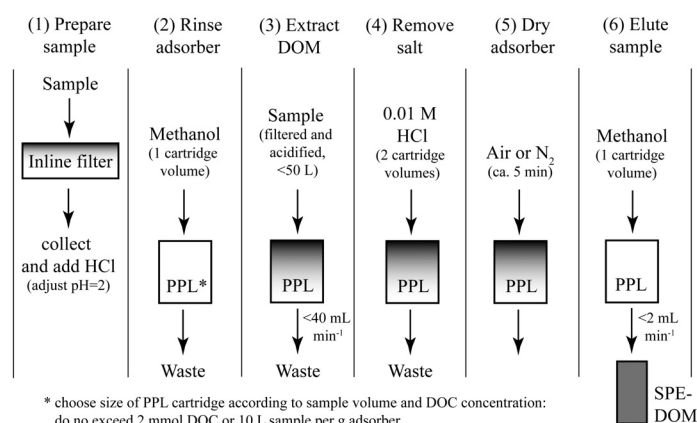 (1) Prepare
sample
(2) Rinse
adsorber
(3) Extract
DOM
(4) Remove
salt
(5) Dry
adsorber
(6) Elute
sample
Sample
Inline filter
collect
and add HCl
(adjust pH=2)
Methanol
(1 cartridge
volume)
PPL*
Waste
Sample
(filtered and
acidified,
<50 L)
PPL
<40 mL
min-1
Waste
0.01 M
HCl
(2 cartridge
volumes)
PPL
Waste
Air or N2
(ca. 5 min)
PPL
Methanol
(1 cartridge
volume)
PPL
<2 mL
min-1
SPE-
DOM
* choose size of PPL cartridge according to sample volume and DOC concentration:
do no exceed 2 mmol DOC or 10 L sample per g adsorber